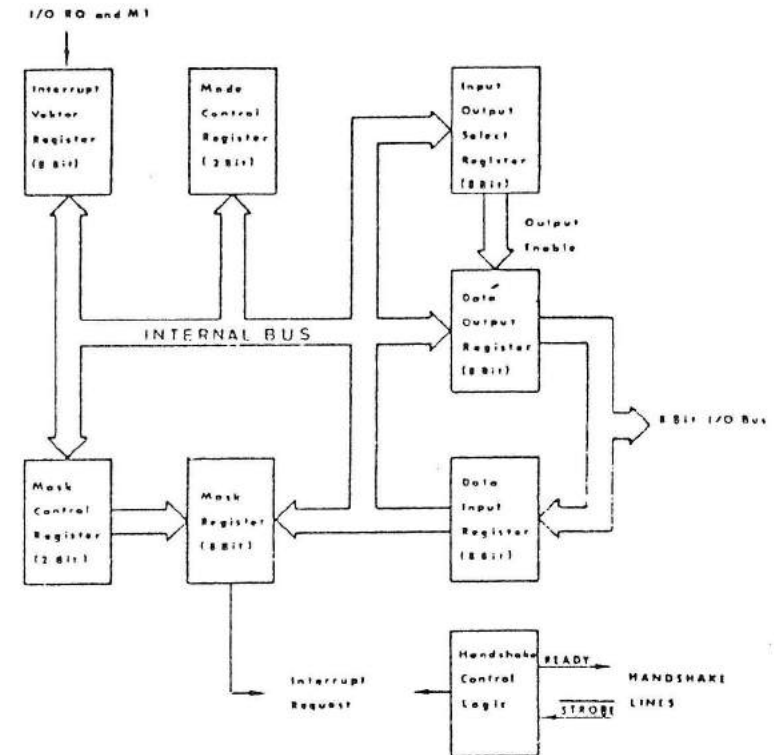 I/O RQ and M1
Interrupt
Vektor
Register
(8 Bit)
Mode
Control
Register
(2 Bit)
Input
Output
Select
Register
(8 Bit)
Output
Enable
INTERNAL BUS
Data
Output
Register
(8 Bit)
8 Bit I/O Bus
Mask
Control
Register
(2 Bit)
Mask
Register
(8 Bit)
Data
Input
Register
(8 Bit)
Interrupt
Request
Handshake
Control
Logic
READY
STROBE
HANDSHAKE
LINES